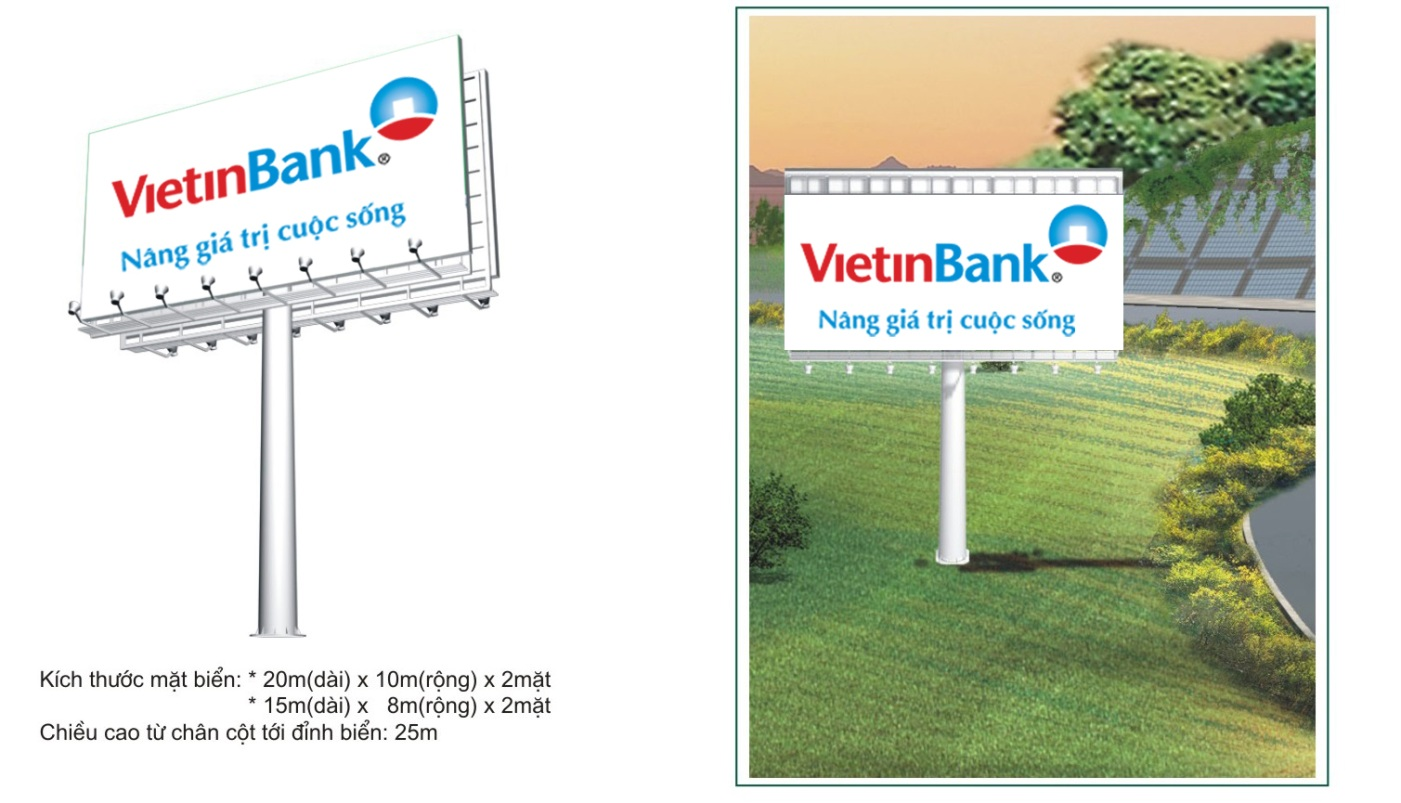 VietinBank®
Nâng giá trị cuộc sống
VietinBank®
Nâng giá trị cuộc sống
Kích thước mặt biển: * 20m(dài) x 10m(rộng) x 2mặt
* 15m(dài) x 8m(rộng) x 2mặt
Chiều cao từ chân cột tới đỉnh biển: 25m